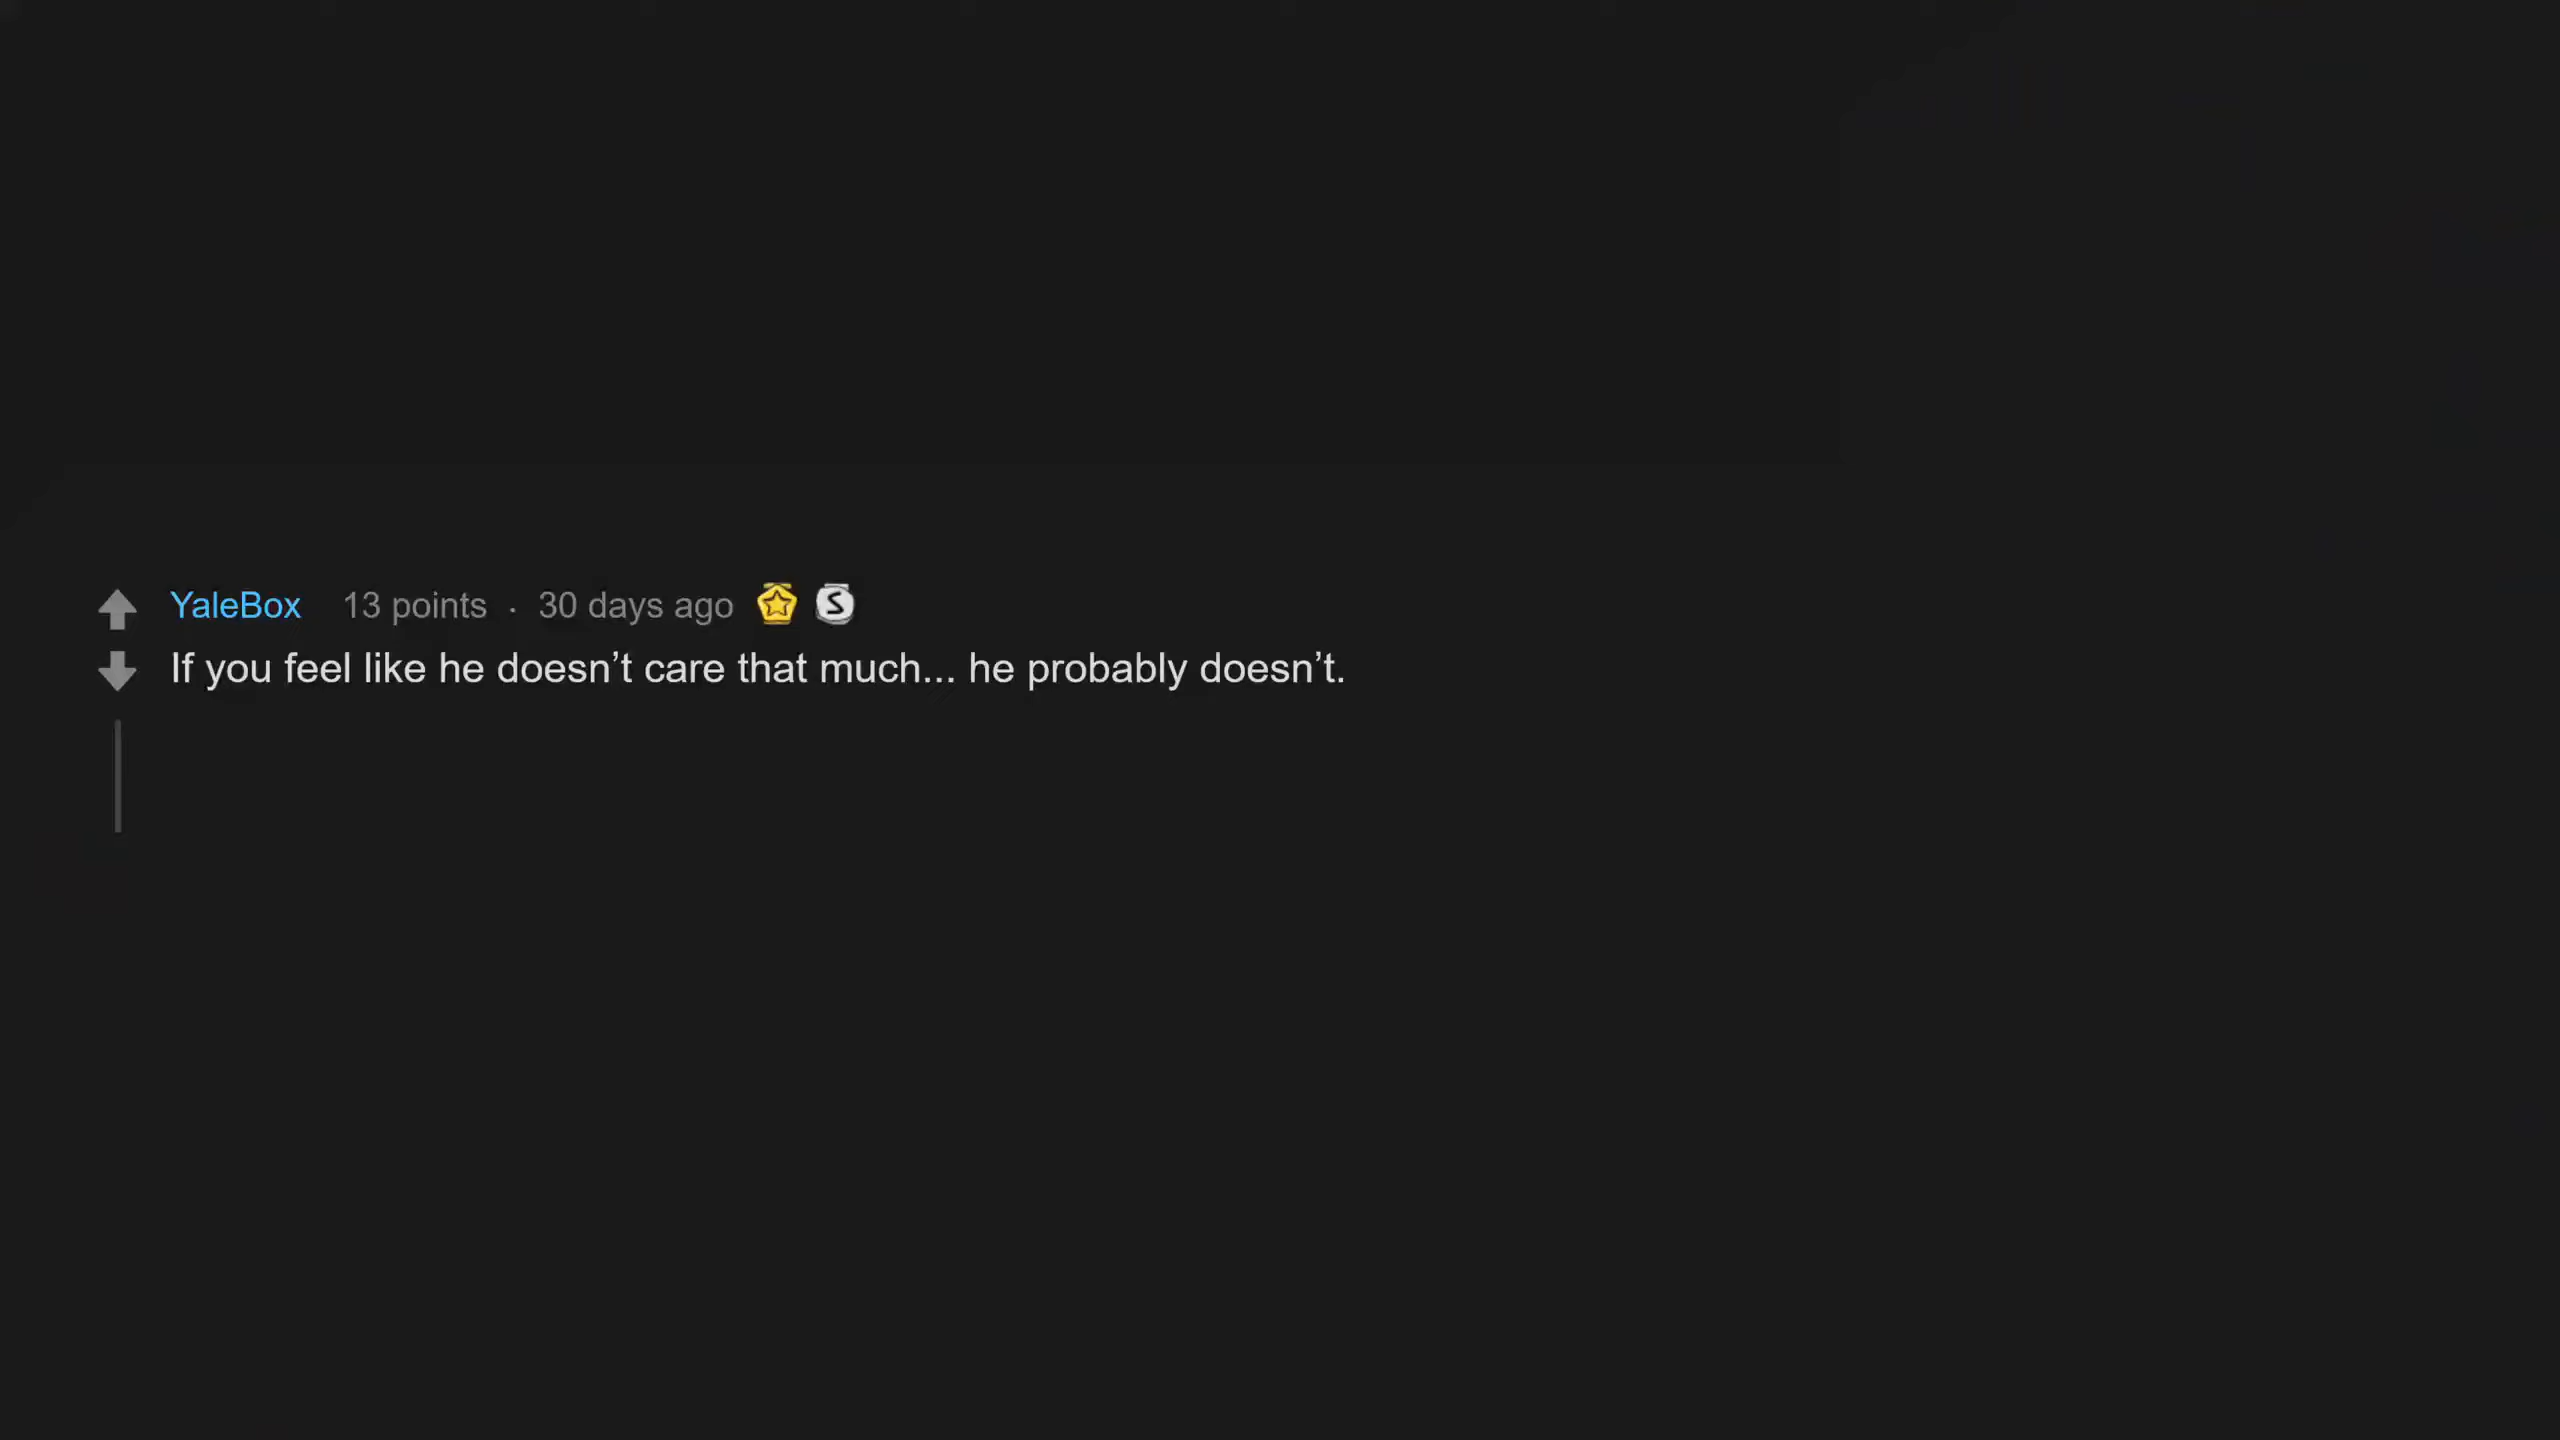 YaleBox 13 points · 30 days ago
If you feel like he doesn’t care that much... he probably doesn’t.